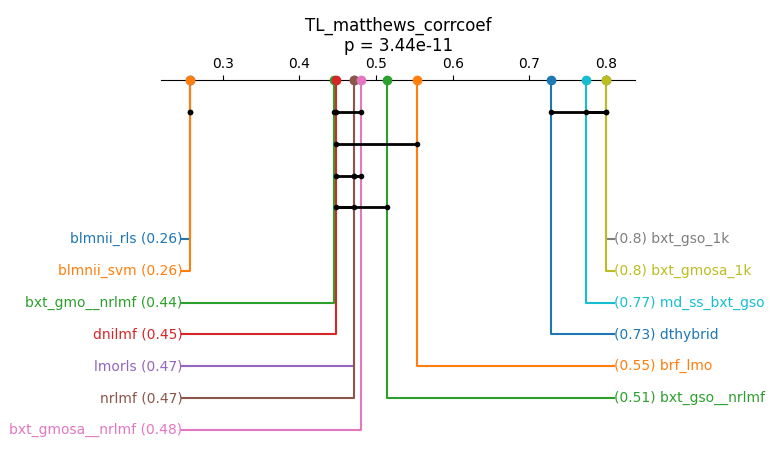 TL_matthews_corrcoef
p = 3.44e-11
0.3 0.4 0.5 0.6 0.7 0.8
blmnii_rls (0.26) (0.8) bxt_gso_1k
blmnii_svm (0.26) (0.8) bxt_gmosa_1k
bxt_gmo__nrlmf (0.44) (0.77) md_ss_bxt_gso
dnilmf (0.45) (0.73) dthybrid
lmorls (0.47) (0.55) brf_lmo
nrlmf (0.47) (0.51) bxt_gso__nrlmf
bxt_gmosa__nrlmf (0.48)